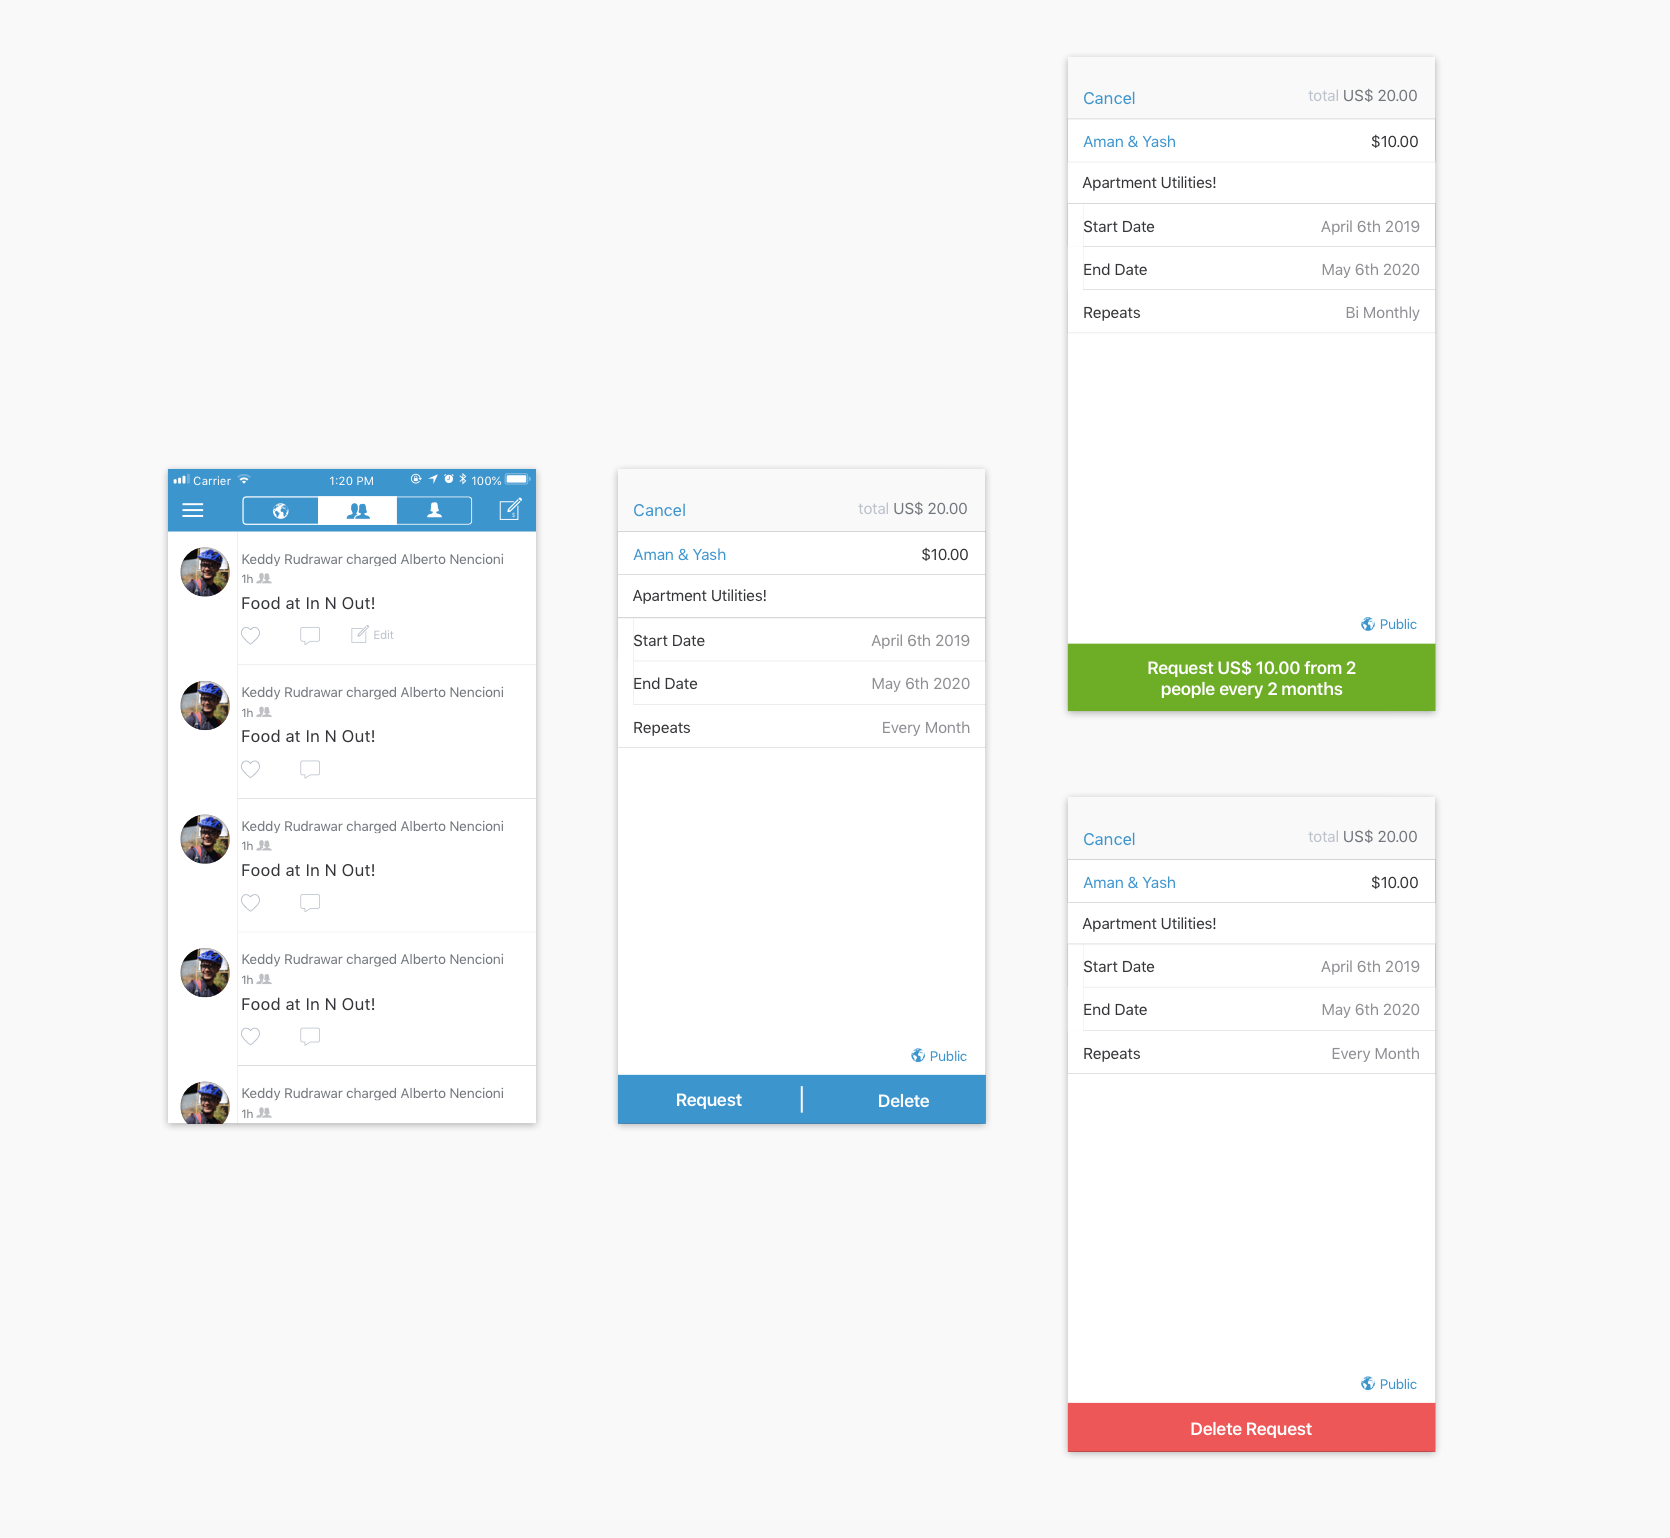 Carrier 1:20 PM 100%
Keddy Rudrawar charged Alberto Nencioni
1h
Food at In N Out!
Edit
Keddy Rudrawar charged Alberto Nencioni
1h
Food at In N Out!
Keddy Rudrawar charged Alberto Nencioni
1h
Food at In N Out!
Keddy Rudrawar charged Alberto Nencioni
1h
Food at In N Out!
Keddy Rudrawar charged Alberto Nencioni
1h
Cancel total US$ 20.00
Aman & Yash $10.00
Apartment Utilities!
Start Date April 6th 2019
End Date May 6th 2020
Repeats Every Month
Public
Request | Delete
Cancel total US$ 20.00
Aman & Yash $10.00
Apartment Utilities!
Start Date April 6th 2019
End Date May 6th 2020
Repeats Bi Monthly
Public
Request US$ 10.00 from 2
people every 2 months
Cancel total US$ 20.00
Aman & Yash $10.00
Apartment Utilities!
Start Date April 6th 2019
End Date May 6th 2020
Repeats Every Month
Public
Delete Request